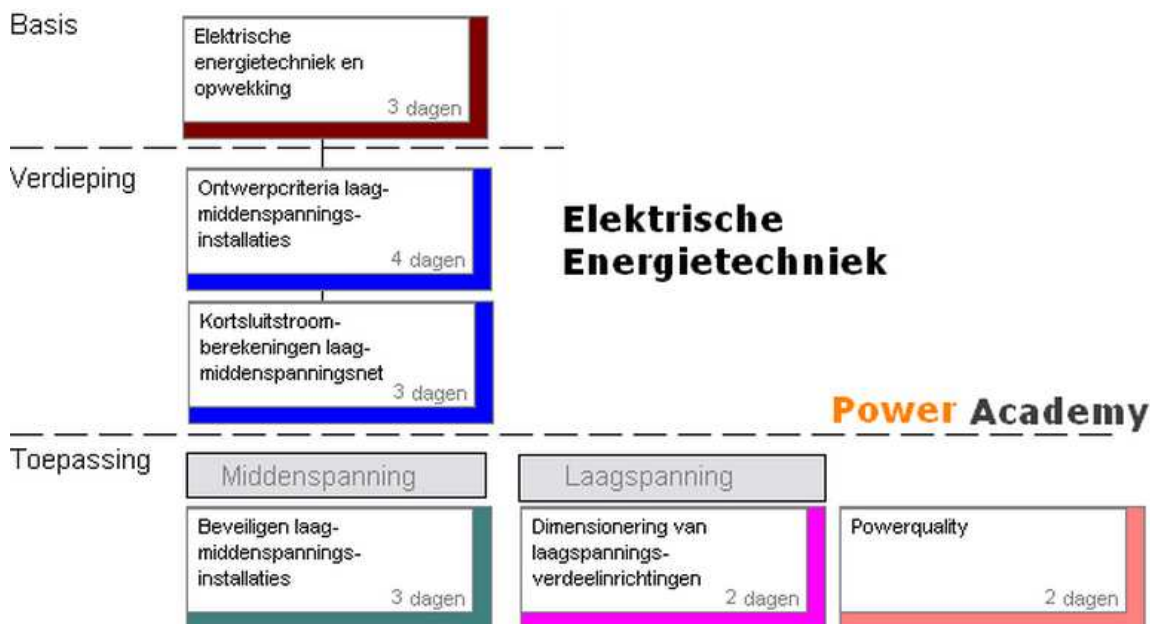 Basis
Elektrische
energietechniek en
opwekking
3 dagen
Verdieping
Ontwerpcriteria laag-
middenspannings-
installaties
4 dagen
Elektrische
Energietechniek
Kortsluitstroom-
berekeningen laag-
middenspanningsnet
3 dagen
Power Academy
Toepassing
Middenspanning
Laagspanning
Beveiligen laag-
middenspannings-
installaties
3 dagen
Dimensionering van
laagspannings-
verdeelinrichtingen
2 dagen
Powerquality
2 dagen